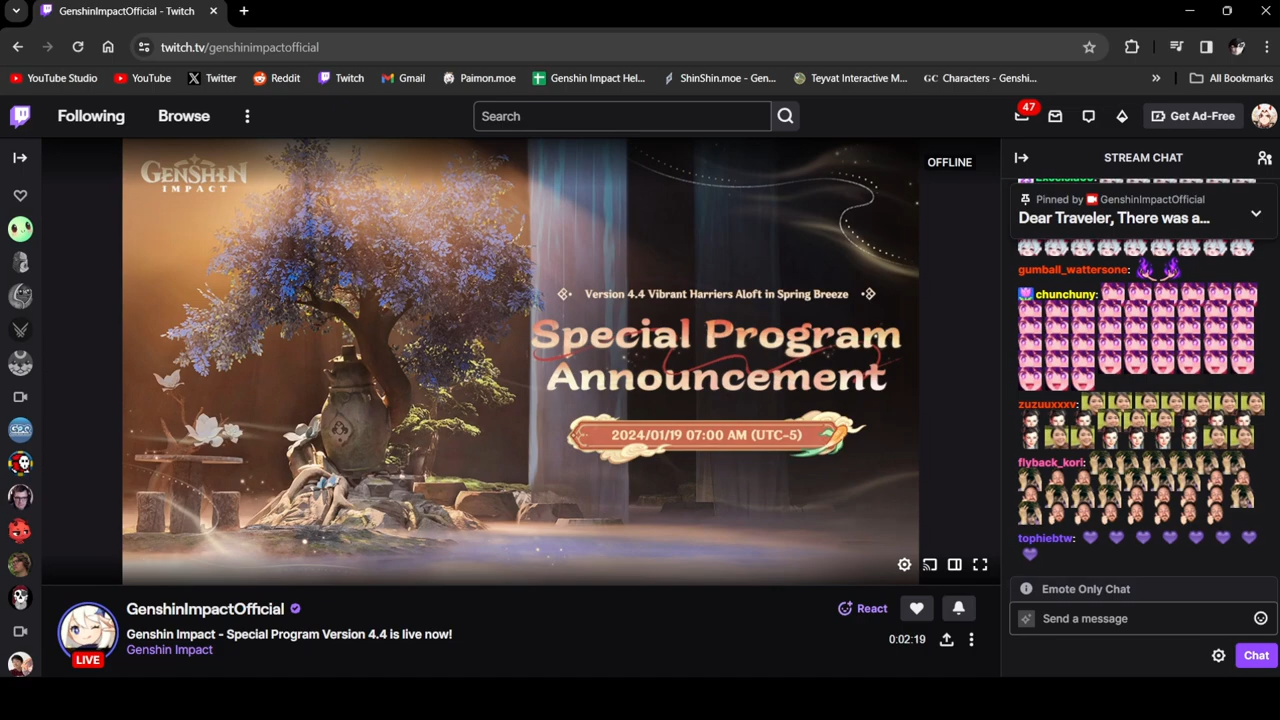 GenshinImpactOfficial - Twitch
twitch.tv/genshinimpactofficial
YouTube Studio
YouTube
Twitter
Reddit
Twitch
Gmail
Paimon.moe
Genshin Impact Hel...
ShinShin.moe - Gen...
Teyvat Interactive M...
GC Characters - Genshi...
All Bookmarks
Following
Browse
Search
47
Get Ad-Free
GENSHIN
IMPACT
OFFLINE
Version 4.4 Vibrant Harriers Aloft in Spring Breeze
Special Program
Announcement
2024/01/19 07:00 AM (UTC-5)
GenshinImpactOfficial
Genshin Impact - Special Program Version 4.4 is live now!
Genshin Impact
LIVE
React
0:02:19
STREAM CHAT
Pinned by GenshinImpactOfficial
Dear Traveler, There was a...
gumball_wattersone:
chunchuny:
zuzuuxxxv:
flyback_kori:
tophiebtw:
Emote Only Chat
Send a message
Chat